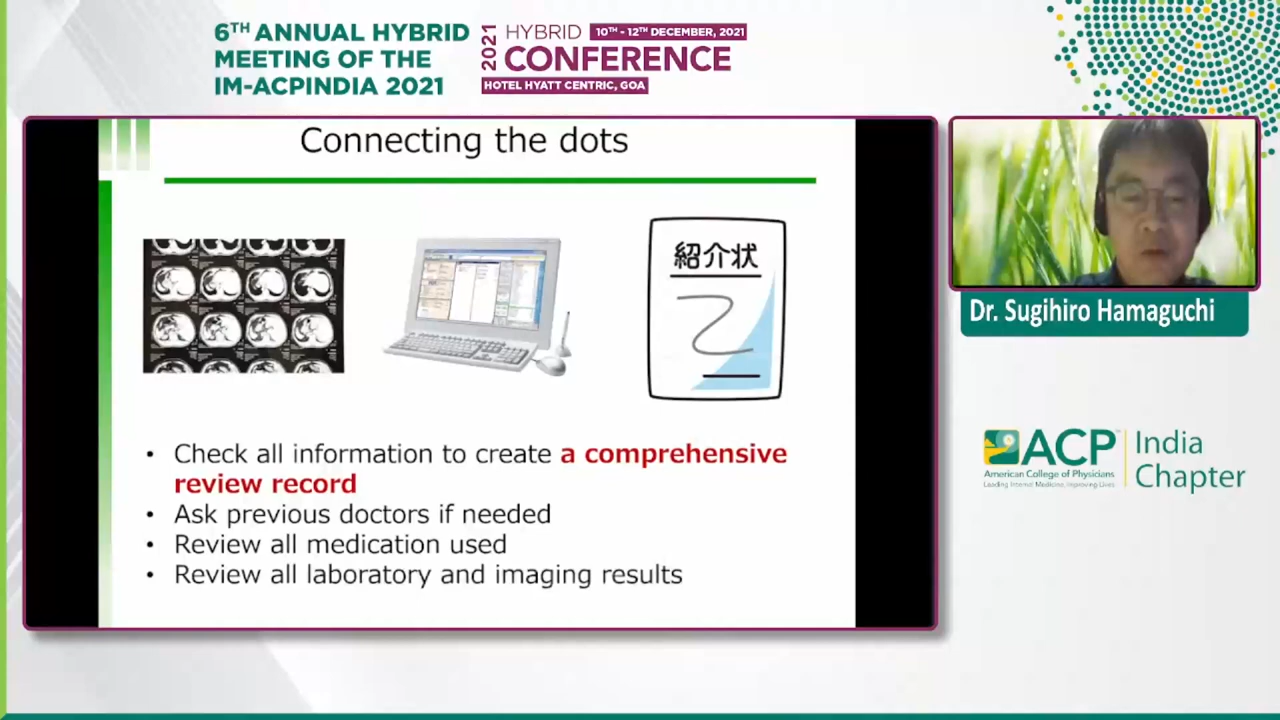 6TH ANNUAL HYBRID
MEETING OF THE
IM-ACPINDIA 2021
2021
HYBRID 10TH - 12TH DECEMBER, 2021
CONFERENCE
HOTEL HYATT CENTRIC, GOA
Connecting the dots
紹介状
• Check all information to create a comprehensive
review record
• Ask previous doctors if needed
• Review all medication used
• Review all laboratory and imaging results
Dr. Sugihiro Hamaguchi
ACP
American College of Physicians
Leading Internal Medicine, Improving Lives
India
Chapter